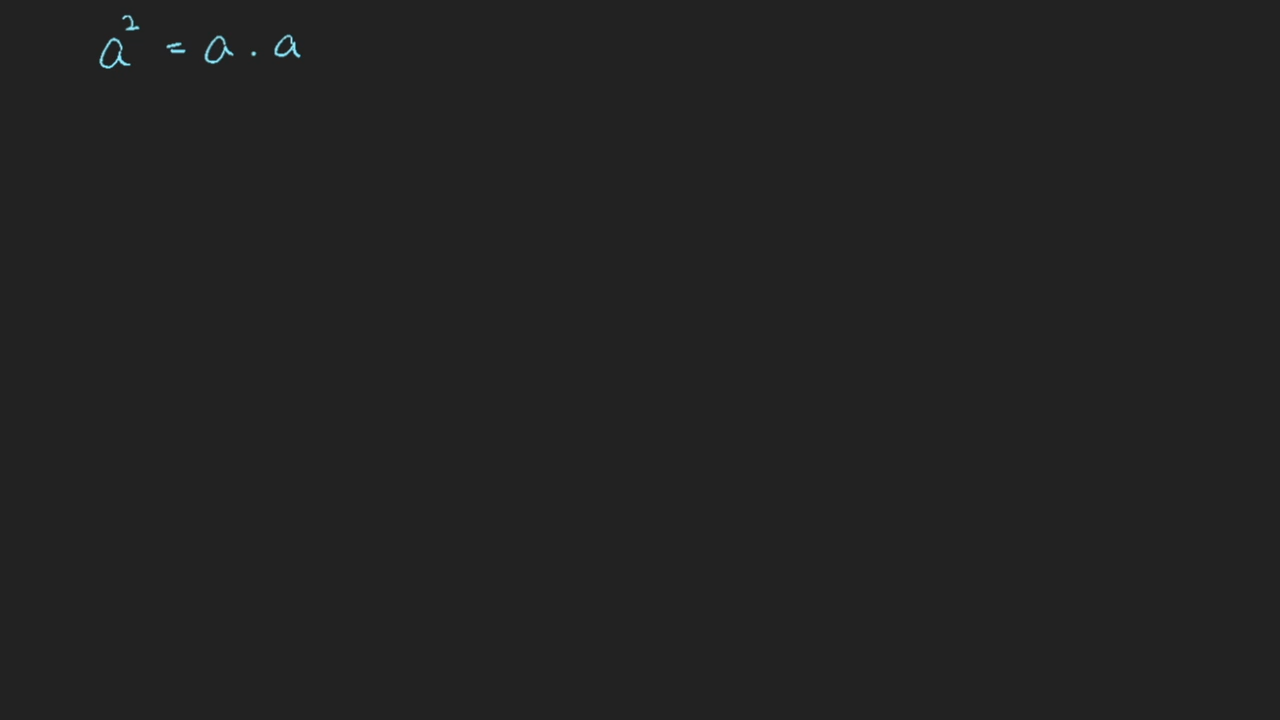 a² = a · a